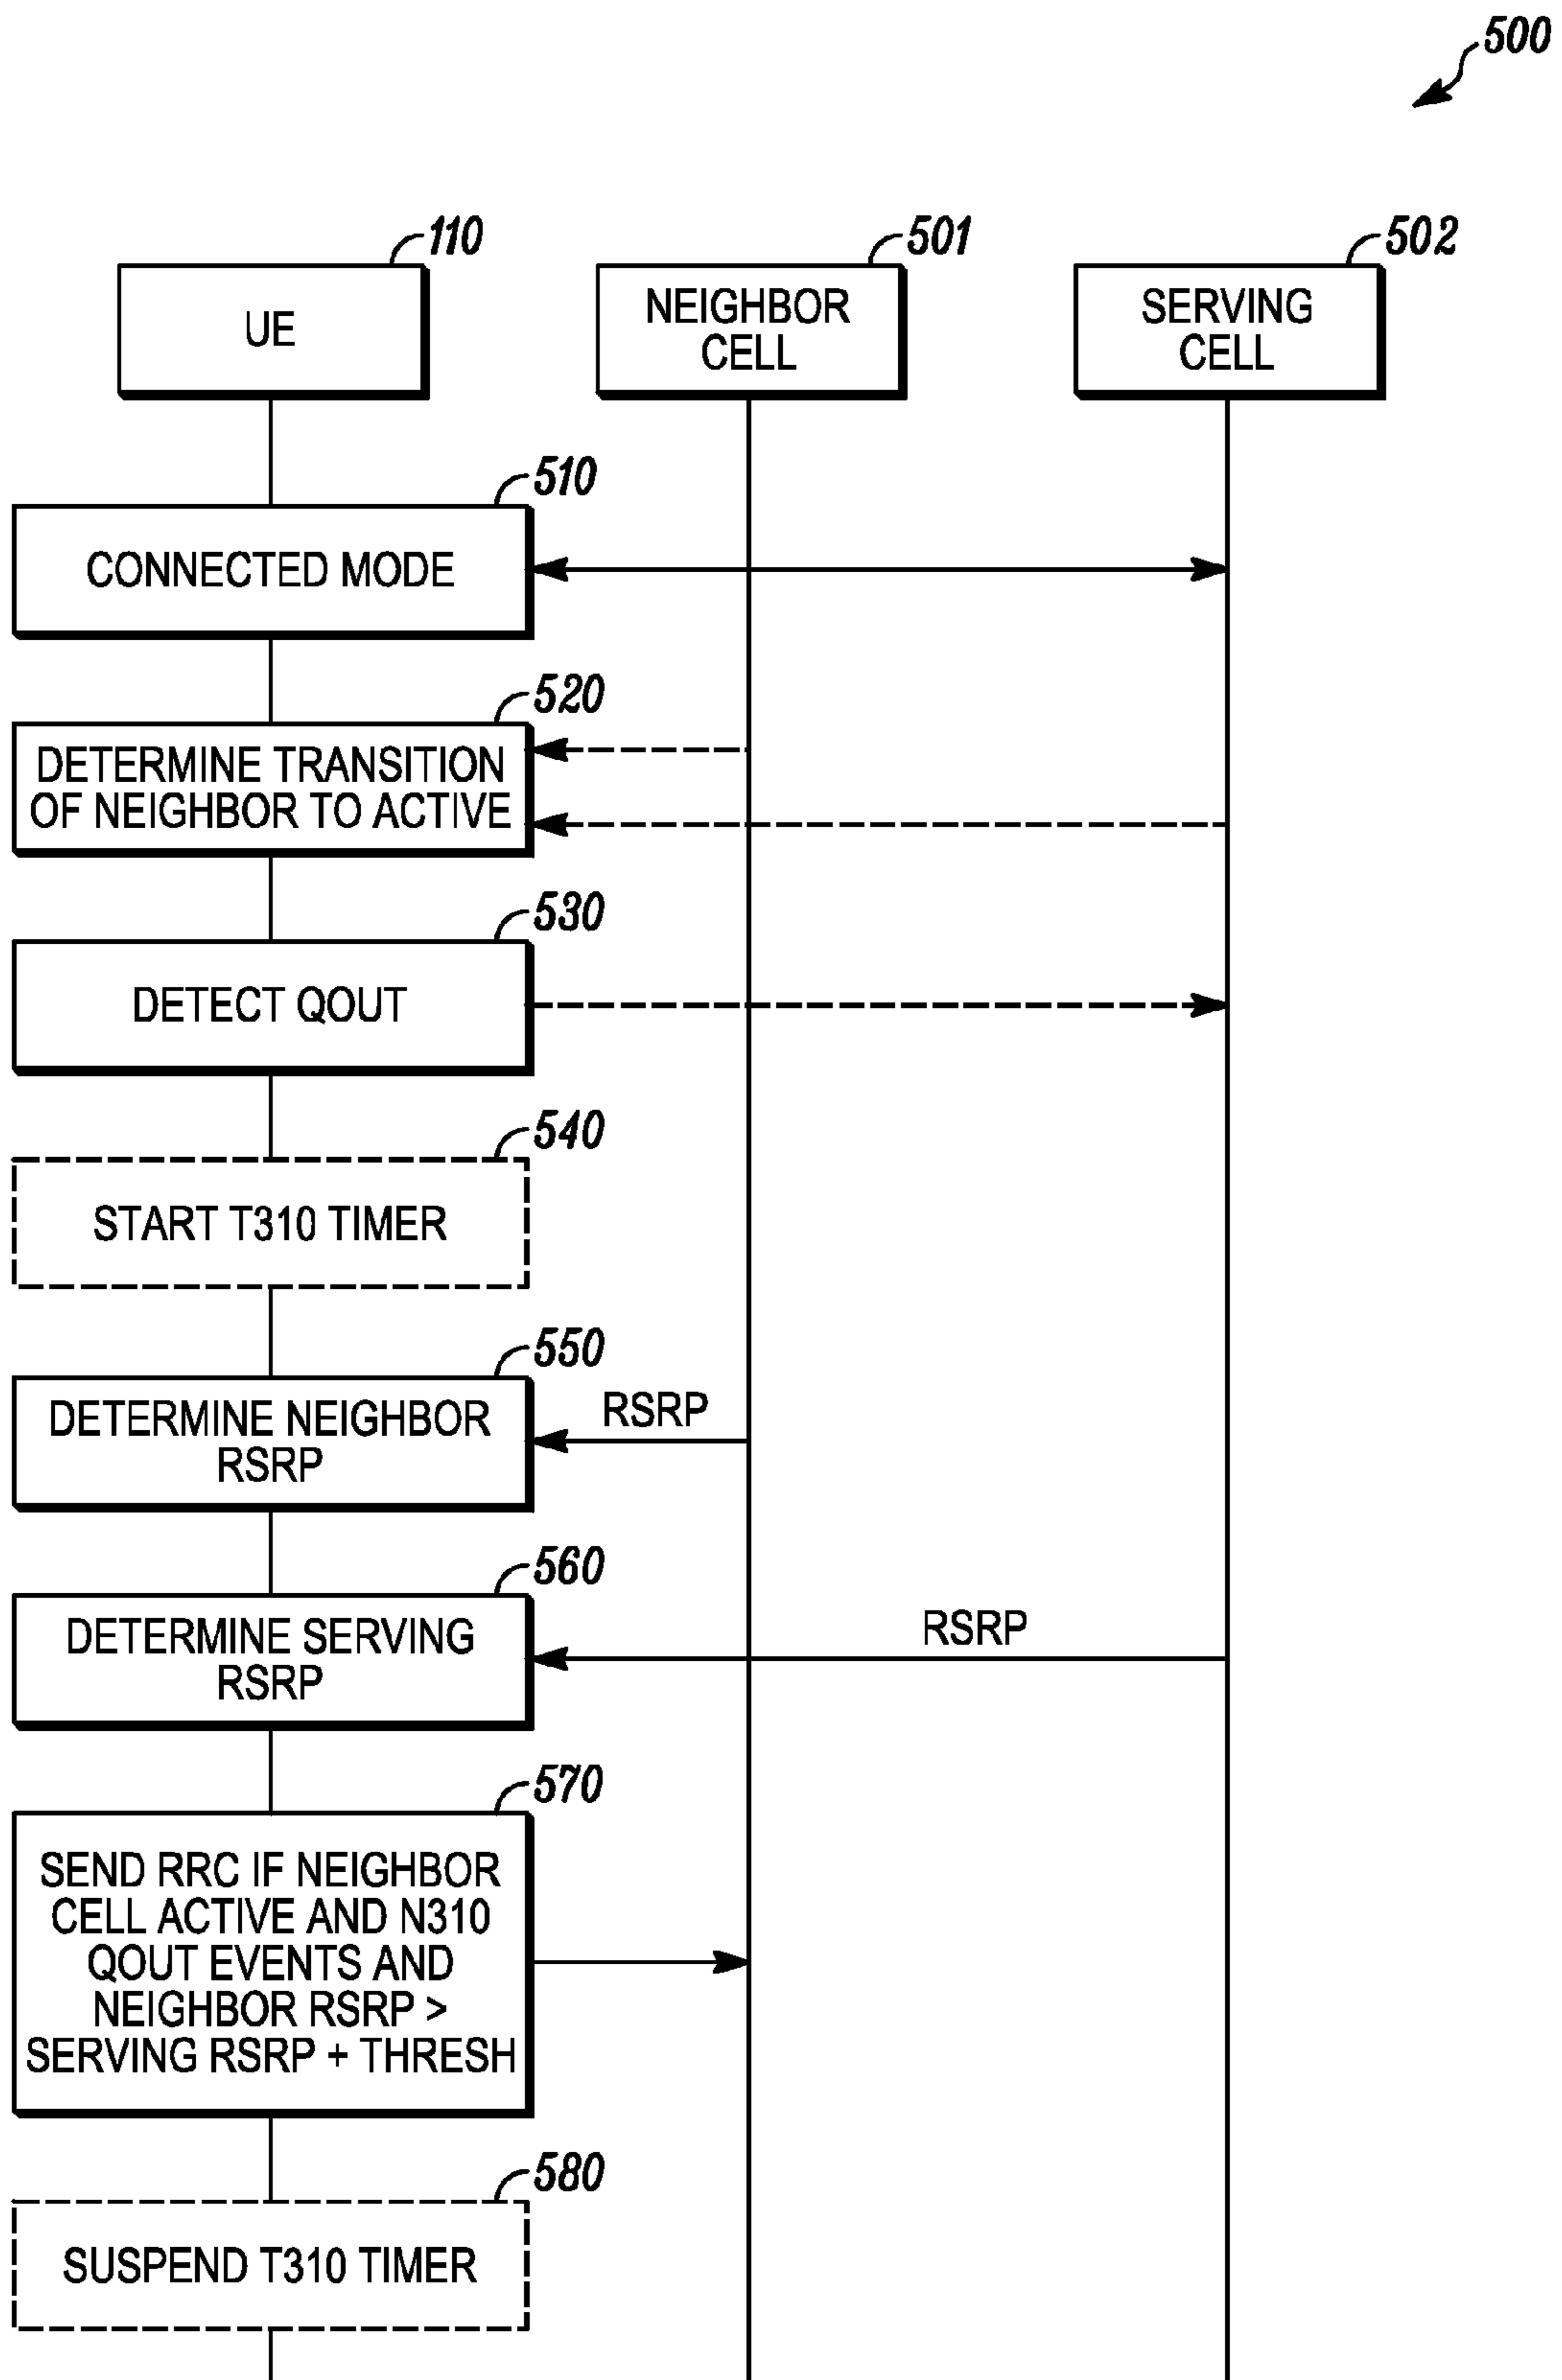 500
110
501
502
UE
NEIGHBOR
CELL
SERVING
CELL
510
CONNECTED MODE
520
DETERMINE TRANSITION
OF NEIGHBOR TO ACTIVE
530
DETECT QOUT
540
START T310 TIMER
550
DETERMINE NEIGHBOR
RSRP
RSRP
560
DETERMINE SERVING
RSRP
RSRP
570
SEND RRC IF NEIGHBOR
CELL ACTIVE AND N310
QOUT EVENTS AND
NEIGHBOR RSRP >
SERVING RSRP + THRESH
580
SUSPEND T310 TIMER